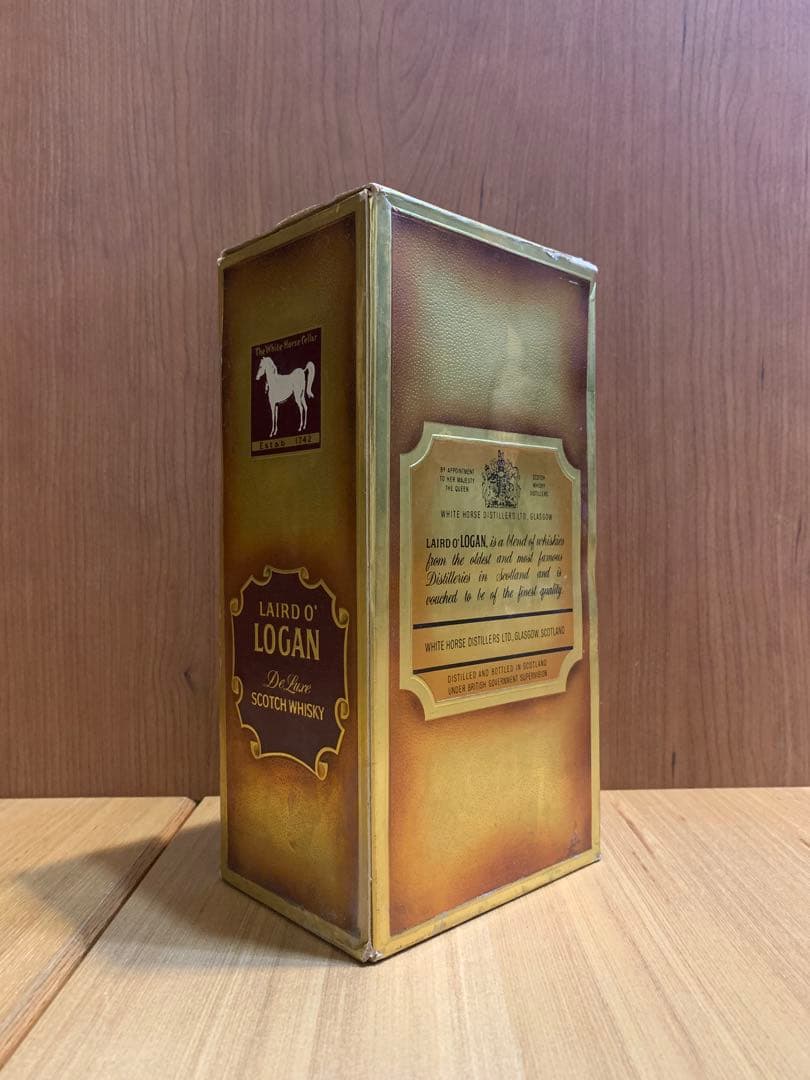 The White Horse Cellar
Estab 1742
LAIRD O'
LOGAN
De Luxe
SCOTCH WHISKY
BY APPOINTMENT
TO HER MAJESTY
THE QUEEN
SCOTCH
WHISKY
DISTILLERS
WHITE HORSE DISTILLERS LTD, GLASGOW
LAIRD O' LOGAN, is a blend of whiskies
from the oldest and most famous
Distilleries in Scotland and is
vouched to be of the finest quality.
WHITE HORSE DISTILLERS LTD., GLASGOW, SCOTLAND
DISTILLED AND BOTTLED IN SCOTLAND
UNDER BRITISH GOVERNMENT SUPERVISION